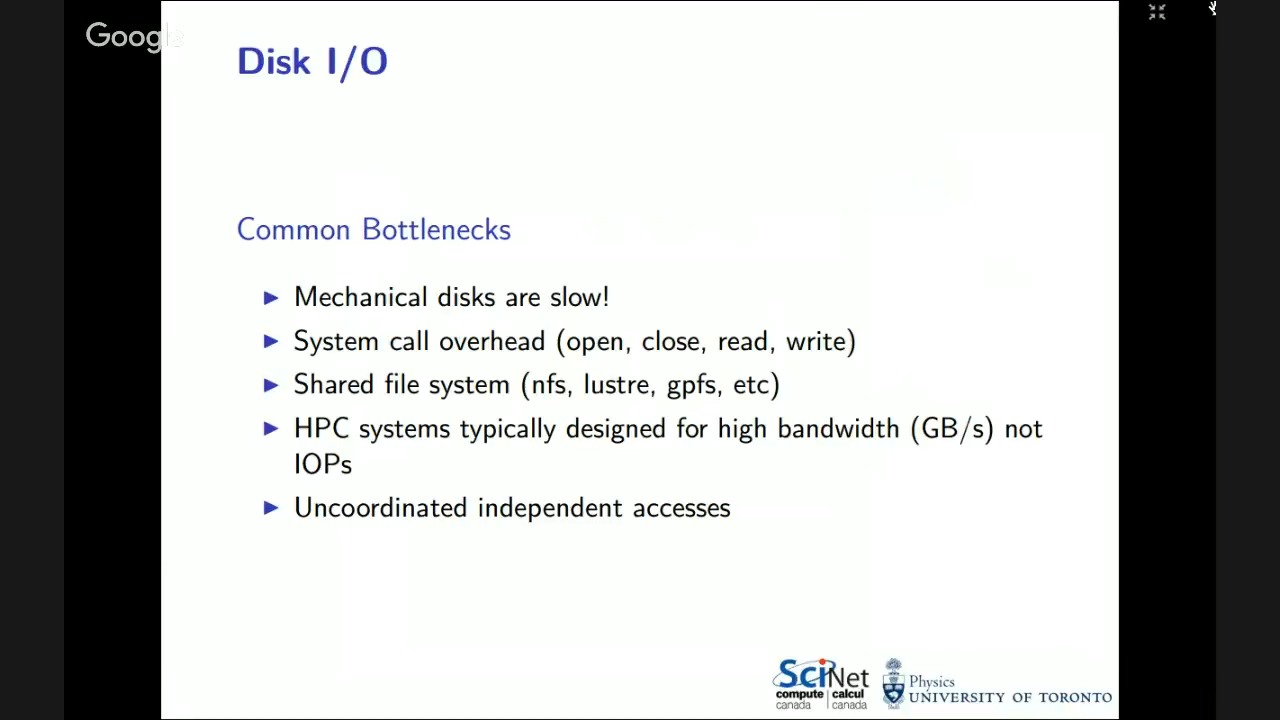 Google
Disk I/O
Common Bottlenecks
Mechanical disks are slow!
System call overhead (open, close, read, write)
Shared file system (nfs, lustre, gpfs, etc)
HPC systems typically designed for high bandwidth (GB/s) not
IOPs
Uncoordinated independent accesses
SciNet
compute calcul
canada canada
Physics
UNIVERSITY OF TORONTO